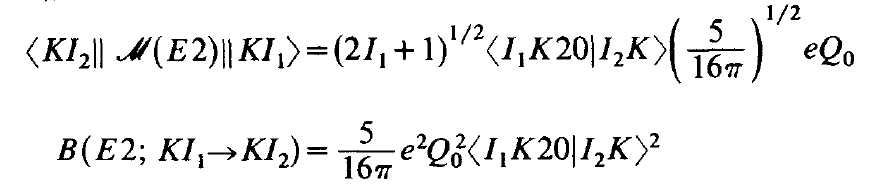 ⟨KI₂‖ ℳ(E2)‖KI₁⟩=(2I₁+1)^{1/2}⟨I₁K20|I₂K⟩(5/16π)^{1/2} eQ₀
B(E2; KI₁→KI₂)= 5/16π e²Q₀²⟨I₁K20|I₂K⟩²